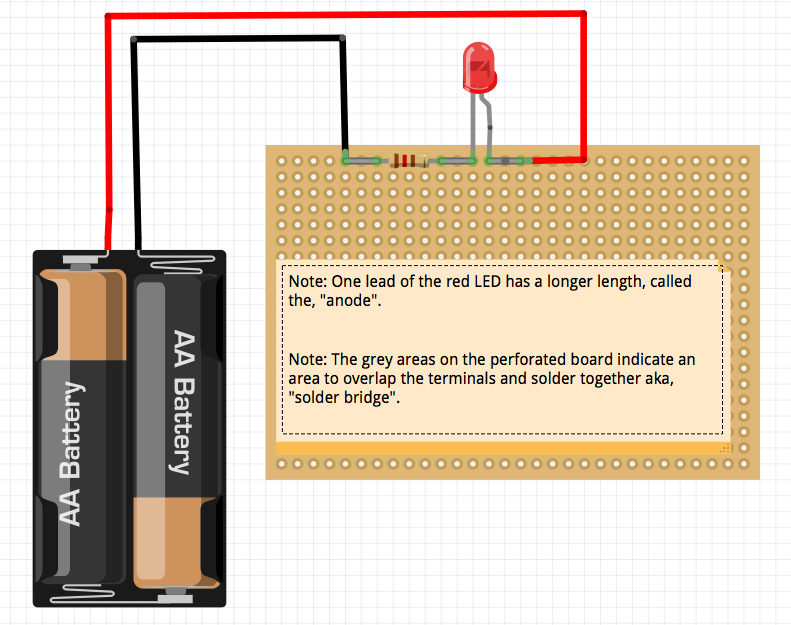 AA Battery
AA Battery
Note: One lead of the red LED has a longer length, called
the, "anode".
Note: The grey areas on the perforated board indicate an
area to overlap the terminals and solder together aka,
"solder bridge".